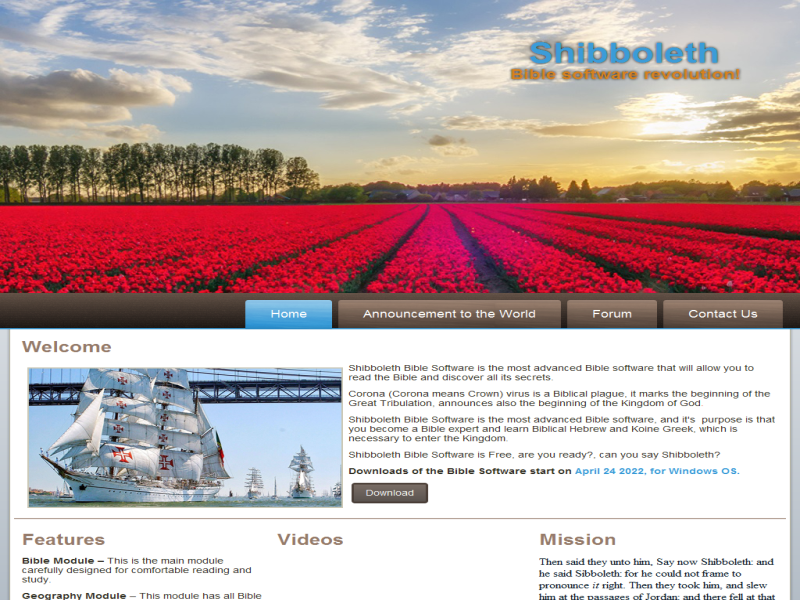 Shibboleth
Bible software revolution!
Home
Announcement to the World
Forum
Contact Us
Welcome
Shibboleth Bible Software is the most advanced Bible software that will allow you to
read the Bible and discover all its secrets.
Corona (Corona means Crown) virus is a Biblical plague, it marks the beginning of the
Great Tribulation, announces also the beginning of the Kingdom of God.
Shibboleth Bible Software is the most advanced Bible software, and it's  purpose is that
you become a Bible expert and learn Biblical Hebrew and Koine Greek, which is
necessary to enter the Kingdom.
Shibboleth Bible Software is Free, are you ready?, can you say Shibboleth?
Downloads of the Bible Software start on April 24 2022, for Windows OS.
Download
Features
Bible Module – This is the main module
carefully designed for comfortable reading and
study.
Geography Module – This module has all Bible
Videos
Mission
Then said they unto him, Say now Shibboleth: and
he said Sibboleth: for he could not frame to
pronounce it right. Then they took him, and slew
him at the passages of Jordan: and there fell at that